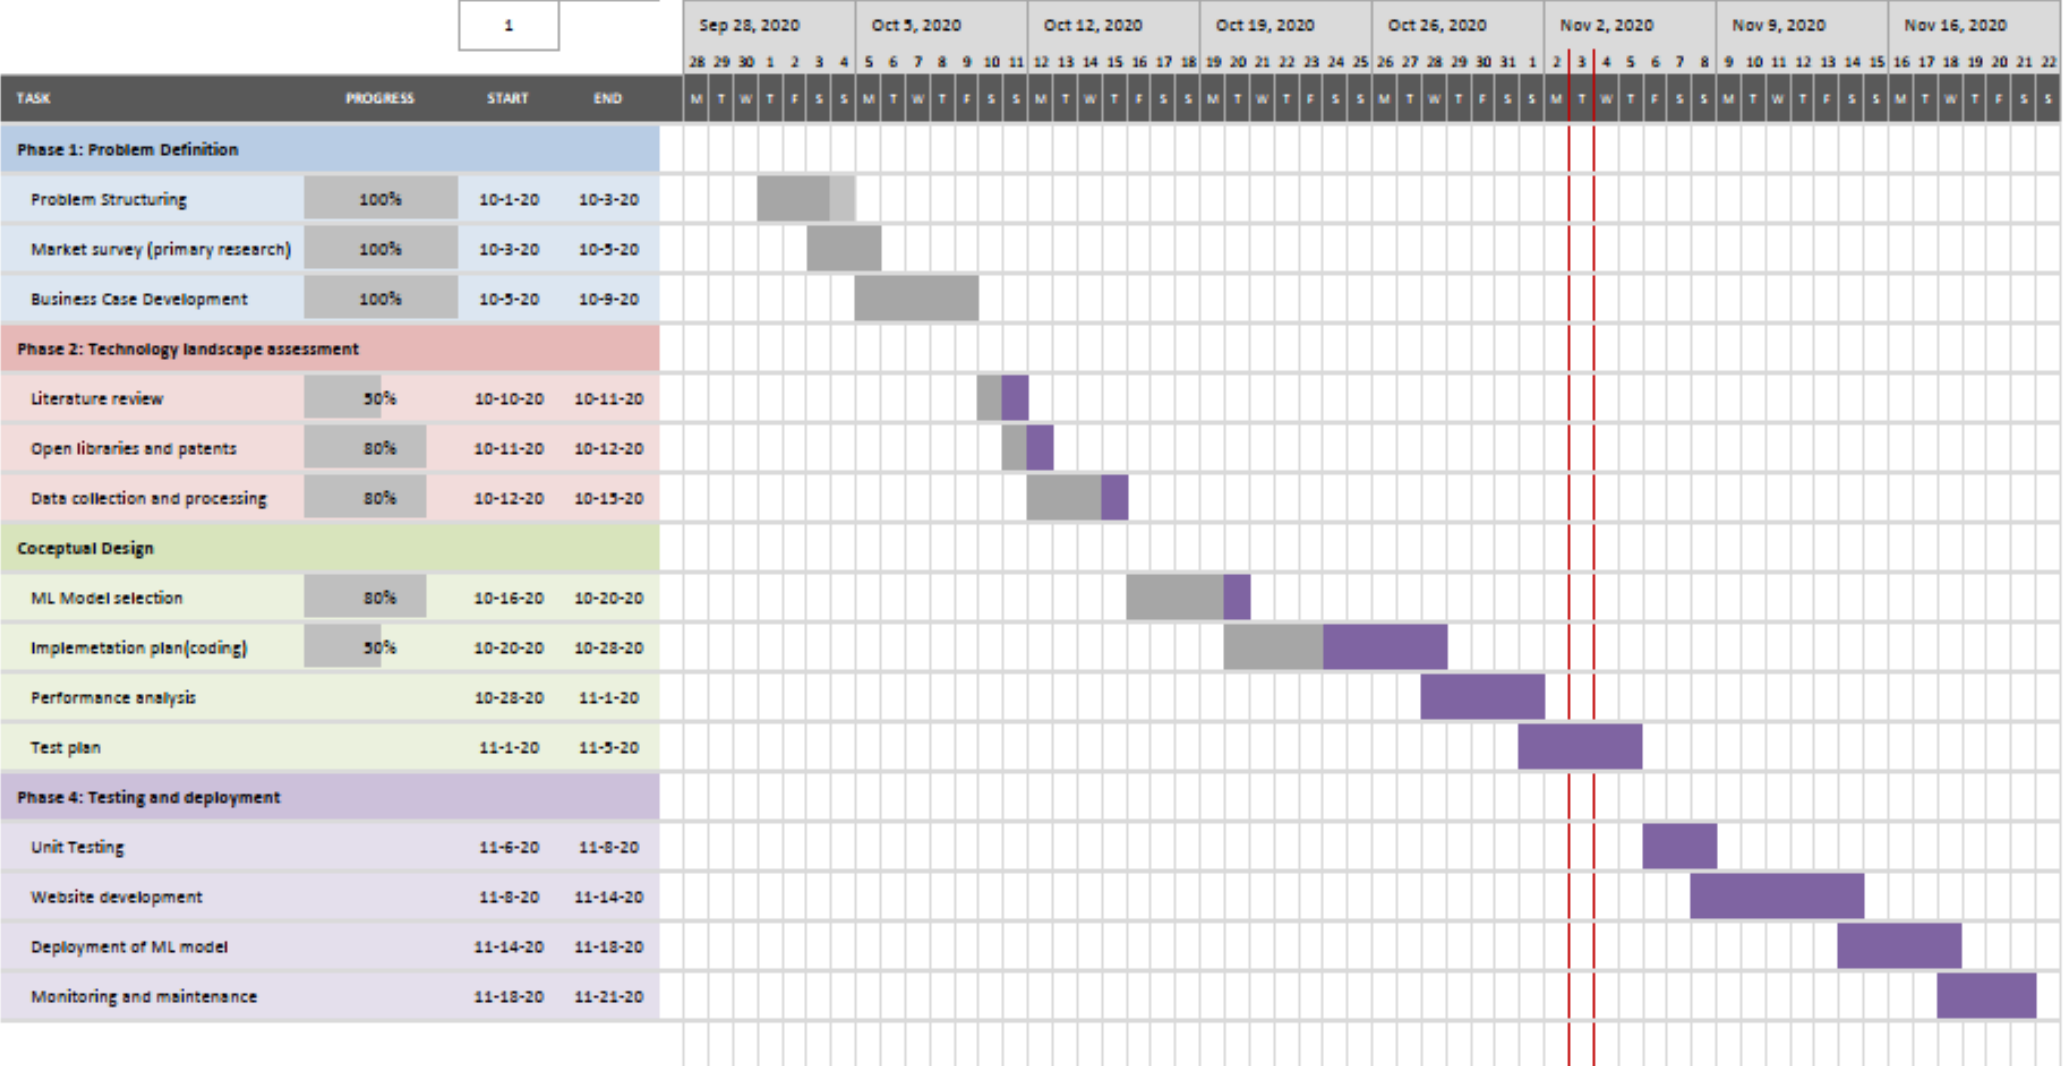 1 Sep 28, 2020 Oct 5, 2020 Oct 12, 2020 Oct 19, 2020 Oct 26, 2020 Nov 2, 2020 Nov 9, 2020 Nov 16, 2020
28 29 30 1 2 3 4 5 6 7 8 9 10 11 12 13 14 15 16 17 18 19 20 21 22 23 24 25 26 27 28 29 30 31 1 2 3 4 5 6 7 8 9 10 11 12 13 14 15 16 17 18 19 20 21 22
TASK PROGRESS START END M T W T F S S M T W T F S S M T W T F S S M T W T F S S M T W T F S S M T W T F S S M T W T F S S M T W T F S S
Phase 1: Problem Definition
Problem Structuring 100% 10-1-20 10-3-20
Market survey (primary research) 100% 10-3-20 10-5-20
Business Case Development 100% 10-5-20 10-9-20
Phase 2: Technology landscape assessment
Literature review 50% 10-10-20 10-11-20
Open libraries and patents 80% 10-11-20 10-12-20
Data collection and processing 80% 10-12-20 10-15-20
Coceptual Design
ML Model selection 80% 10-16-20 10-20-20
Implemetation plan(coding) 50% 10-20-20 10-28-20
Performance analysis 10-28-20 11-1-20
Test plan 11-1-20 11-5-20
Phase 4: Testing and deployment
Unit Testing 11-6-20 11-8-20
Website development 11-8-20 11-14-20
Deployment of ML model 11-14-20 11-18-20
Monitoring and maintenance 11-18-20 11-21-20